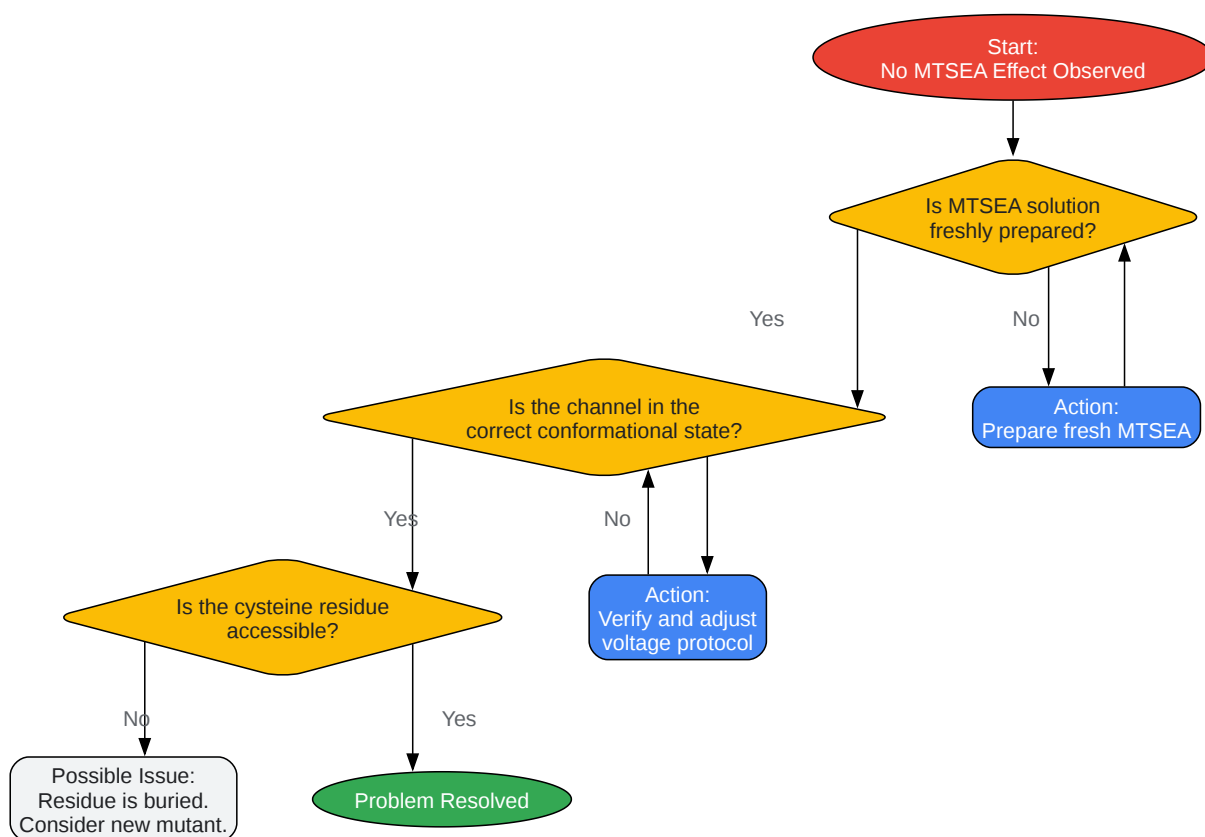 Start:
No MTSEA Effect Observed
Is MTSEA solution
freshly prepared?
Yes
No
Action:
Prepare fresh MTSEA
Is the channel in the
correct conformational state?
Yes
No
Action:
Verify and adjust
voltage protocol
Is the cysteine residue
accessible?
No
Yes
Possible Issue:
Residue is buried.
Consider new mutant.
Problem Resolved